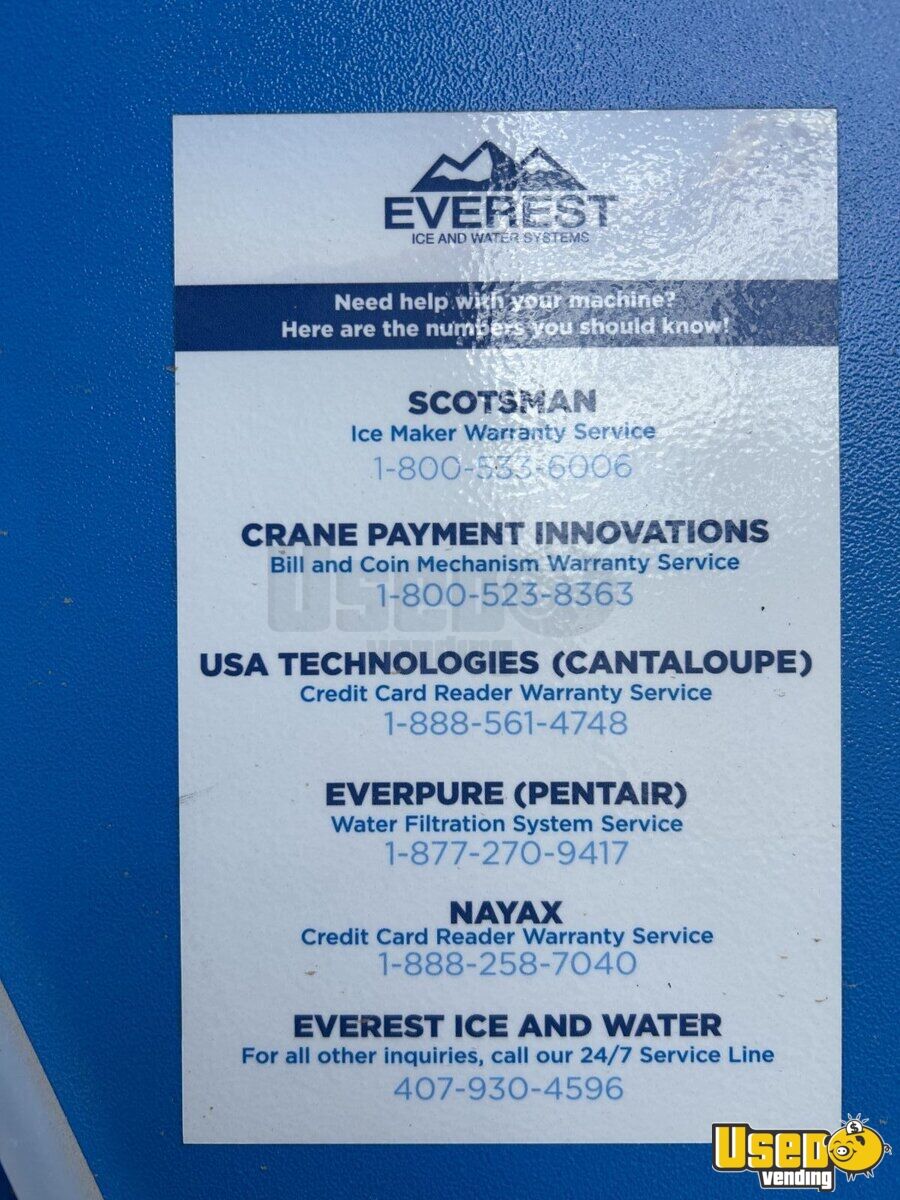 EVEREST
ICE AND WATER SYSTEMS
Need help with your machine?
Here are the numbers you should know!
SCOTSMAN
Ice Maker Warranty Service
1-800-533-6006
CRANE PAYMENT INNOVATIONS
Bill and Coin Mechanism Warranty Service
1-800-523-8363
USED
vending
USA TECHNOLOGIES (CANTALOUPE)
Credit Card Reader Warranty Service
1-888-561-4748
EVERPURE (PENTAIR)
Water Filtration System Service
1-877-270-9417
NAYAX
Credit Card Reader Warranty Service
1-888-258-7040
EVEREST ICE AND WATER
For all other inquiries, call our 24/7 Service Line
407-930-4596
USED
vending